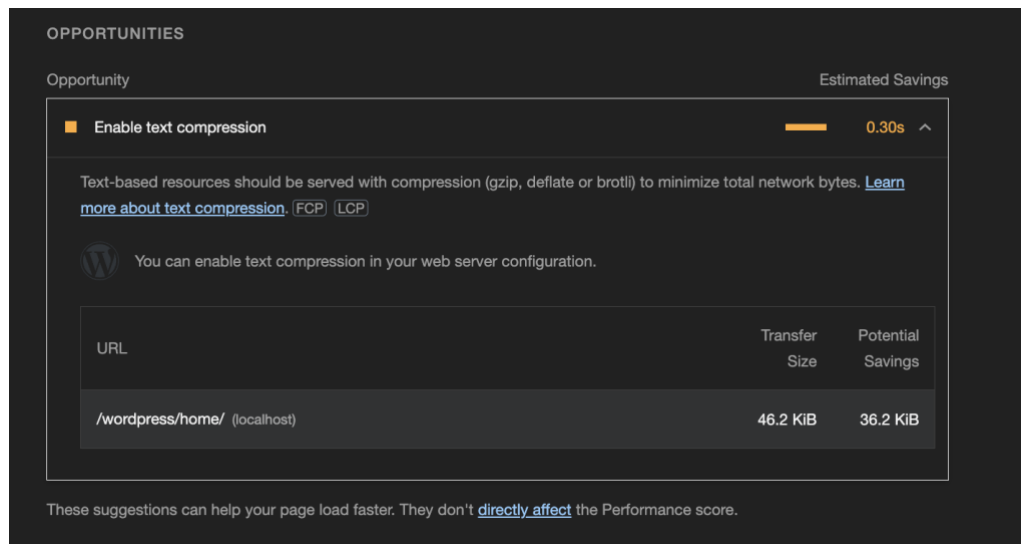 OPPORTUNITIES
Opportunity Estimated Savings
Enable text compression 0.30s
Text-based resources should be served with compression (gzip, deflate or brotli) to minimize total network bytes. Learn
more about text compression. FCP LCP
You can enable text compression in your web server configuration.
URL Transfer Size Potential Savings
/wordpress/home/ (localhost) 46.2 KiB 36.2 KiB
These suggestions can help your page load faster. They don't directly affect the Performance score.